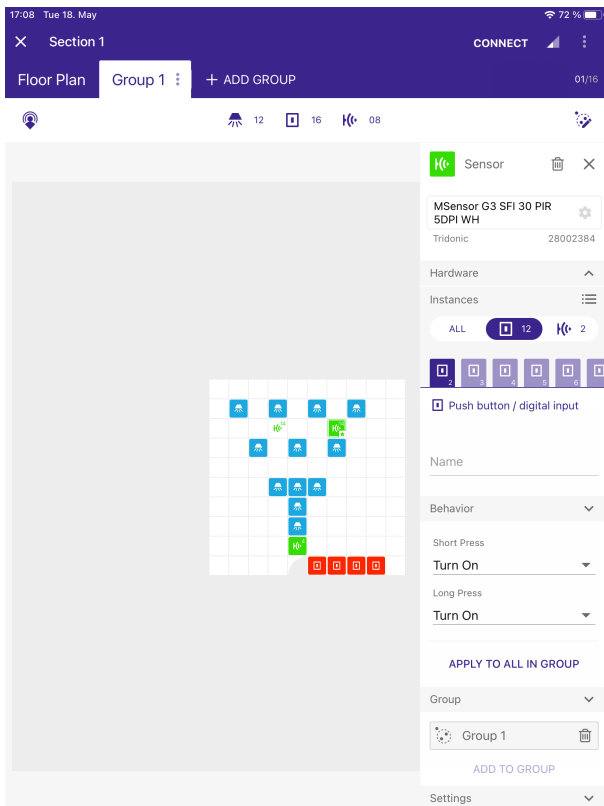 17:08 Tue 18. May
72 %
Section 1
CONNECT
Floor Plan
Group 1
+ ADD GROUP
01/16
12
16
08
Sensor
MSensor G3 SFI 30 PIR
5DPI WH
Tridonic
28002384
Hardware
Instances
ALL
12
2
2
3
4
5
6
Push button / digital input
Name
Behavior
Short Press
Turn On
Long Press
Turn On
APPLY TO ALL IN GROUP
Group
Group 1
ADD TO GROUP
Settings
14